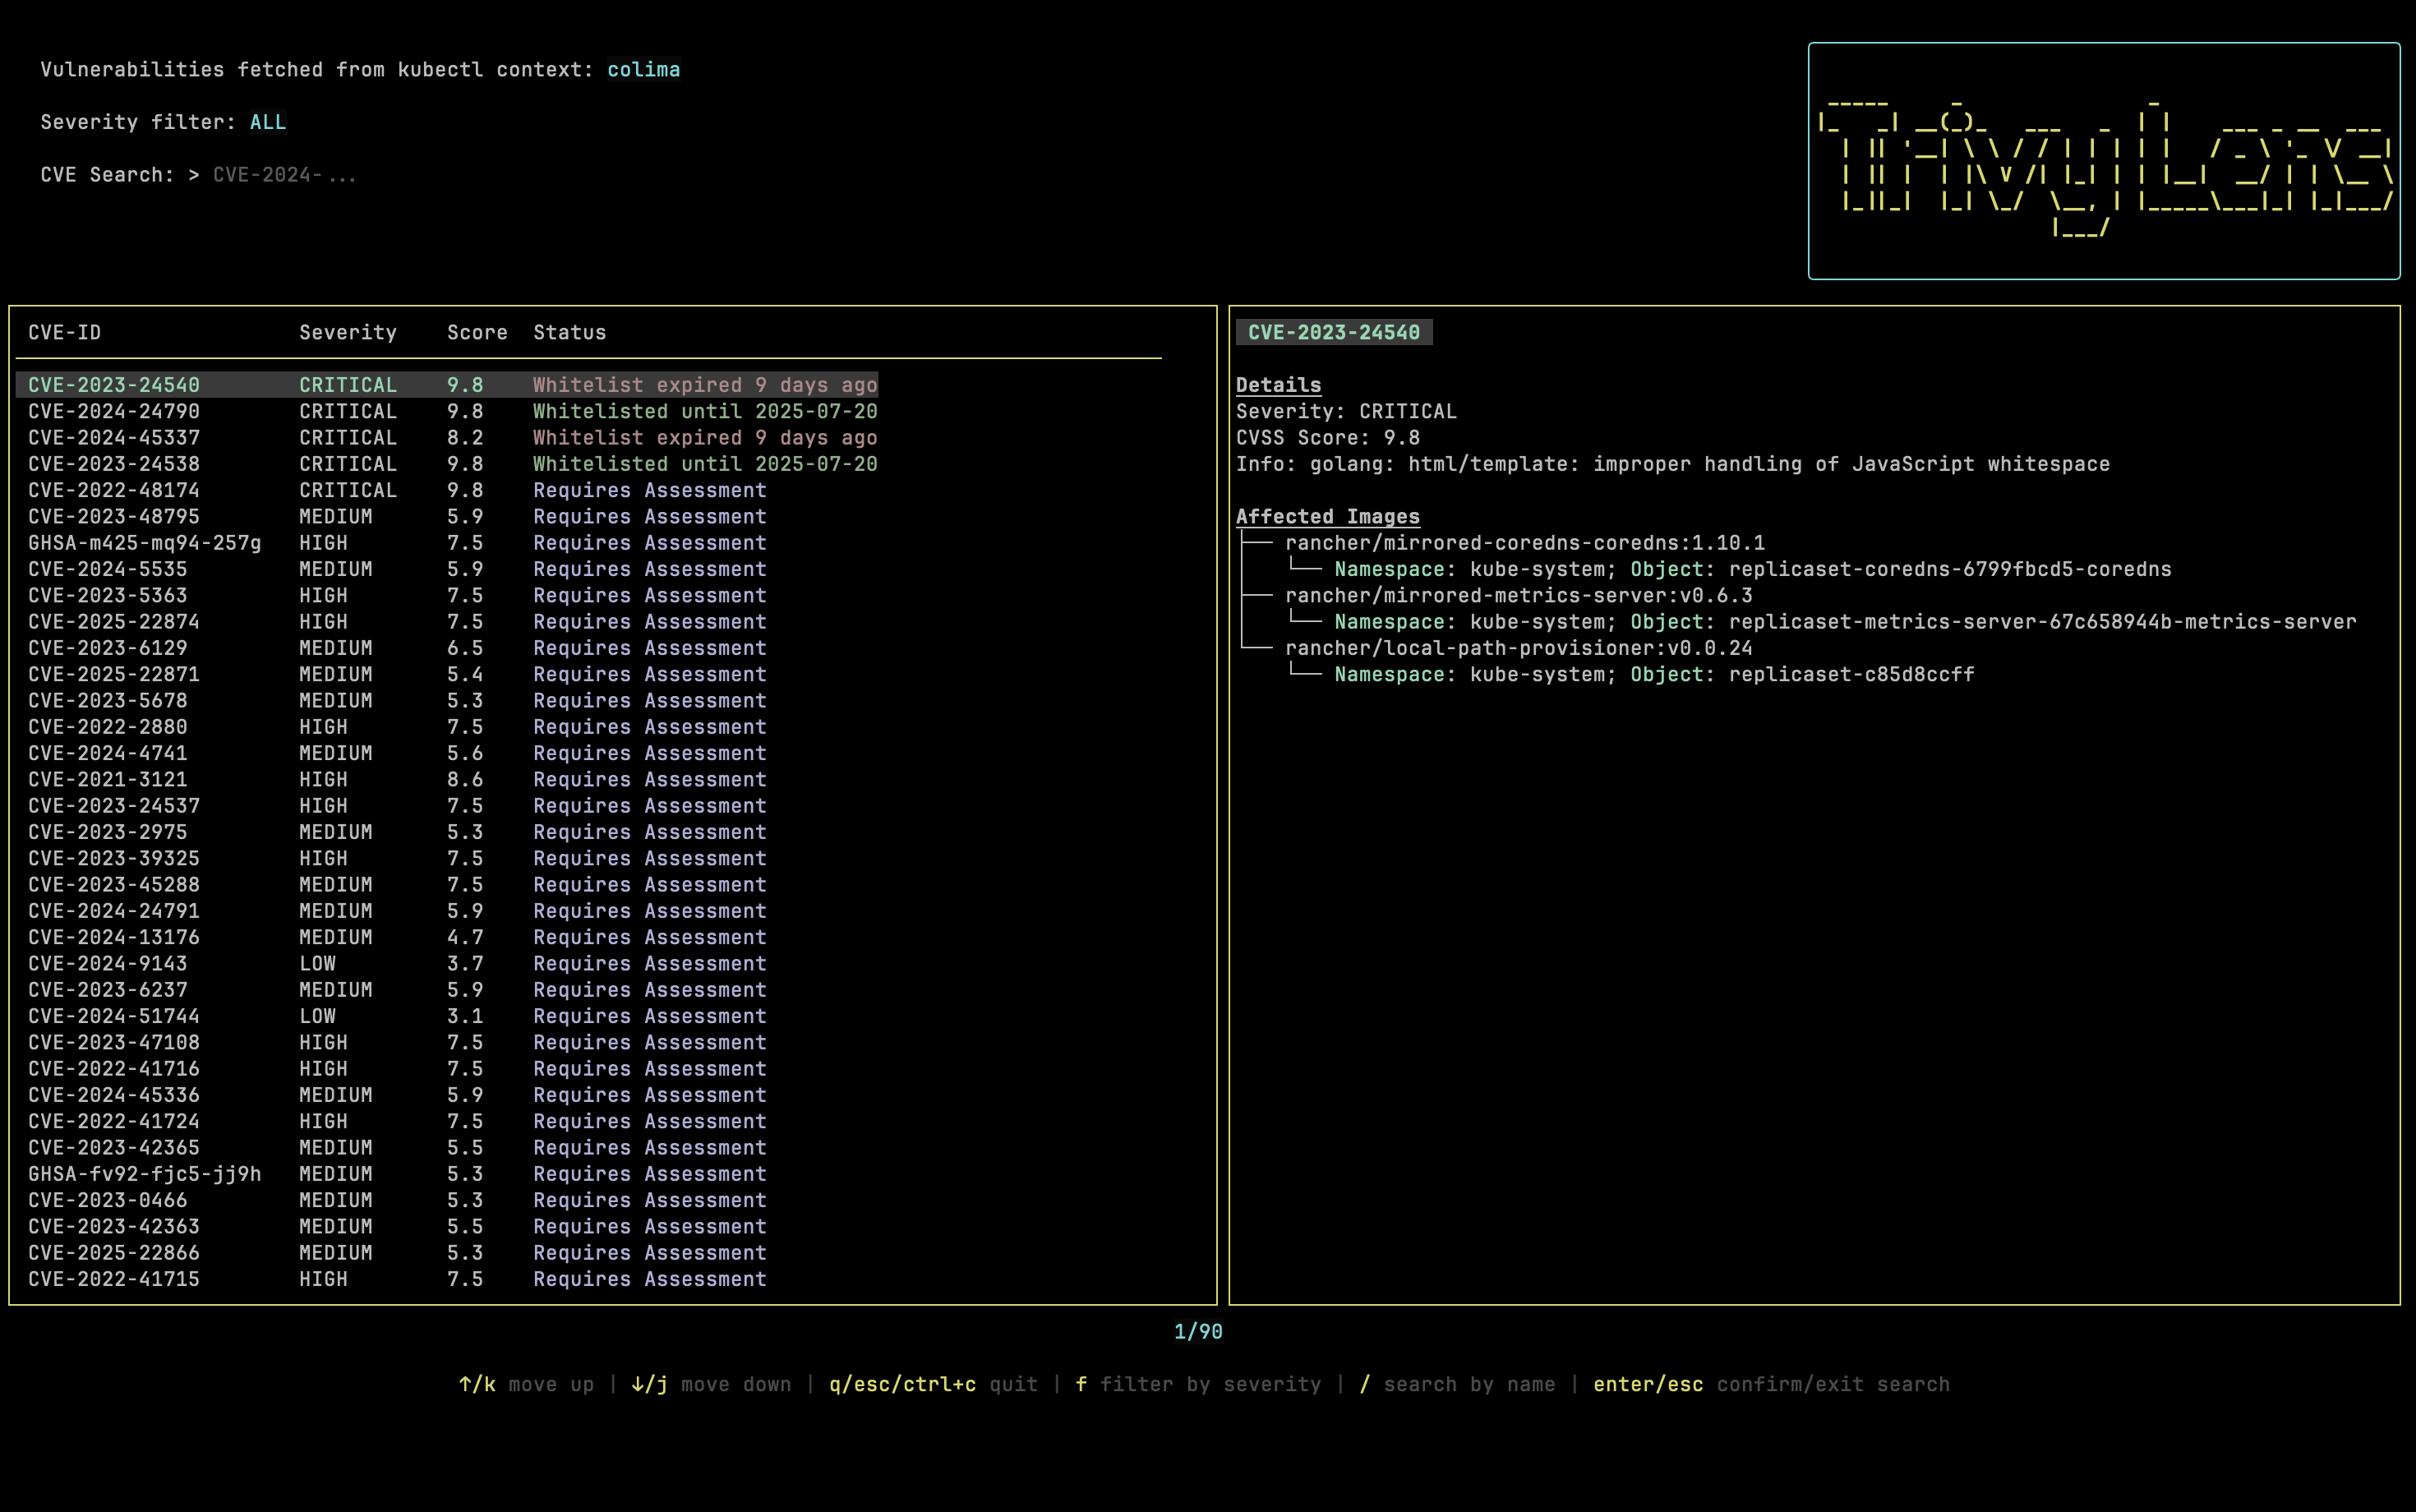 Vulnerabilities fetched from kubectl context: colima
Severity filter: ALL
CVE Search: > CVE-2024-...
TrivyLens
CVE-ID Severity Score Status
CVE-2023-24540 CRITICAL 9.8 Whitelist expired 9 days ago
CVE-2024-24790 CRITICAL 9.8 Whitelisted until 2025-07-20
CVE-2024-45337 CRITICAL 8.2 Whitelist expired 9 days ago
CVE-2023-24538 CRITICAL 9.8 Whitelisted until 2025-07-20
CVE-2022-48174 CRITICAL 9.8 Requires Assessment
CVE-2023-48795 MEDIUM 5.9 Requires Assessment
GHSA-m425-mq94-257g HIGH 7.5 Requires Assessment
CVE-2024-5535 MEDIUM 5.9 Requires Assessment
CVE-2023-5363 HIGH 7.5 Requires Assessment
CVE-2025-22874 HIGH 7.5 Requires Assessment
CVE-2023-6129 MEDIUM 6.5 Requires Assessment
CVE-2025-22871 MEDIUM 5.4 Requires Assessment
CVE-2023-5678 MEDIUM 5.3 Requires Assessment
CVE-2022-2880 HIGH 7.5 Requires Assessment
CVE-2024-4741 MEDIUM 5.6 Requires Assessment
CVE-2021-3121 HIGH 8.6 Requires Assessment
CVE-2023-24537 HIGH 7.5 Requires Assessment
CVE-2023-2975 MEDIUM 5.3 Requires Assessment
CVE-2023-39325 HIGH 7.5 Requires Assessment
CVE-2023-45288 MEDIUM 7.5 Requires Assessment
CVE-2024-24791 MEDIUM 5.9 Requires Assessment
CVE-2024-13176 MEDIUM 4.7 Requires Assessment
CVE-2024-9143 LOW 3.7 Requires Assessment
CVE-2023-6237 MEDIUM 5.9 Requires Assessment
CVE-2024-51744 LOW 3.1 Requires Assessment
CVE-2023-47108 HIGH 7.5 Requires Assessment
CVE-2022-41716 HIGH 7.5 Requires Assessment
CVE-2024-45336 MEDIUM 5.9 Requires Assessment
CVE-2022-41724 HIGH 7.5 Requires Assessment
CVE-2023-42365 MEDIUM 5.5 Requires Assessment
GHSA-fv92-fjc5-jj9h MEDIUM 5.3 Requires Assessment
CVE-2023-0466 MEDIUM 5.3 Requires Assessment
CVE-2023-42363 MEDIUM 5.5 Requires Assessment
CVE-2025-22866 MEDIUM 5.3 Requires Assessment
CVE-2022-41715 HIGH 7.5 Requires Assessment
CVE-2023-24540
Details
Severity: CRITICAL
CVSS Score: 9.8
Info: golang: html/template: improper handling of JavaScript whitespace
Affected Images
├── rancher/mirrored-coredns-coredns:1.10.1
│   └── Namespace: kube-system; Object: replicaset-coredns-6799fbcd5-coredns
├── rancher/mirrored-metrics-server:v0.6.3
│   └── Namespace: kube-system; Object: replicaset-metrics-server-67c658944b-metrics-server
└── rancher/local-path-provisioner:v0.0.24
    └── Namespace: kube-system; Object: replicaset-c85d8ccff
1/90
↑/k move up | ↓/j move down | q/esc/ctrl+c quit | f filter by severity | / search by name | enter/esc confirm/exit search